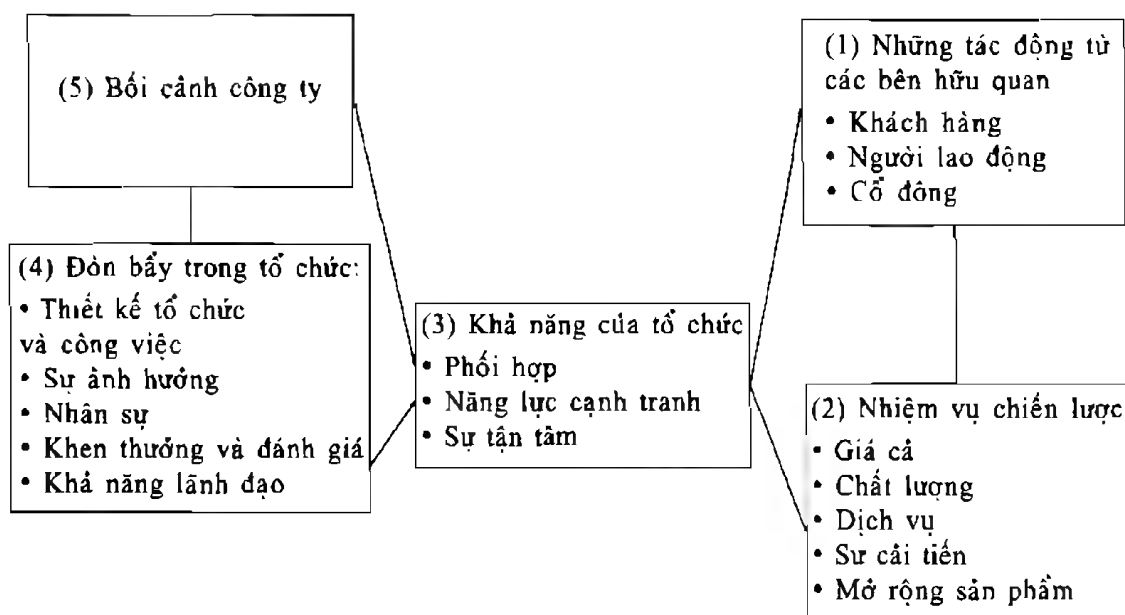 (5) Bối cảnh công ty
(1) Những tác động từ
các bên hữu quan
• Khách hàng
• Người lao động
• Cổ đông
(4) Đòn bẩy trong tổ chức:
• Thiết kế tổ chức
và công việc
• Sự ảnh hưởng
• Nhân sự
• Khen thưởng và đánh giá
• Khả năng lãnh đạo
(3) Khả năng của tổ chức
• Phối hợp
• Năng lực cạnh tranh
• Sự tận tâm
(2) Nhiệm vụ chiến lược
• Giá cả
• Chất lượng
• Dịch vụ
• Sư cải tiến
• Mở rộng sản phẩm